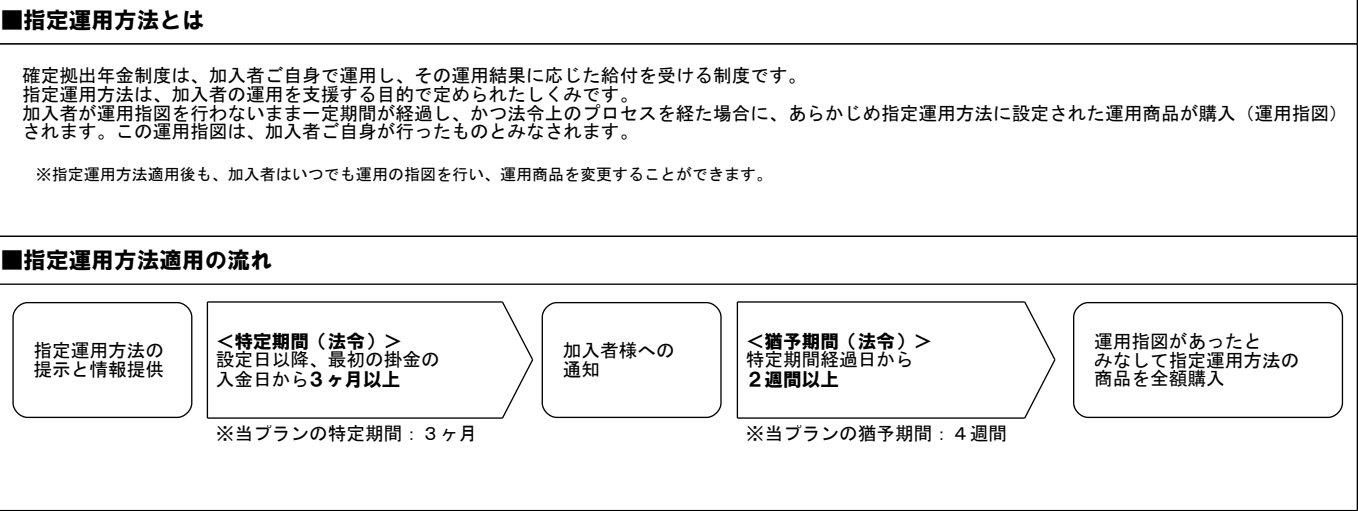 ■指定運用方法とは
確定拠出年金制度は、加入者ご自身で運用し、その運用結果に応じた給付を受ける制度です。
指定運用方法は、加入者の運用を支援する目的で定められたしくみです。
加入者が運用指図を行わないまま一定期間が経過し、かつ法令上のプロセスを経た場合に、あらかじめ指定運用方法に設定された運用商品が購入（運用指図）
されます。この運用指図は、加入者ご自身が行ったものとみなされます。
※指定運用方法適用後も、加入者はいつでも運用の指図を行い、運用商品を変更することができます。
■指定運用方法適用の流れ
指定運用方法の
提示と情報提供
＜特定期間（法令）＞
設定日以降、最初の掛金の
入金日から３ヶ月以上
※当プランの特定期間：３ヶ月
加入者様への
通知
＜猶予期間（法令）＞
特定期間経過日から
２週間以上
※当プランの猶予期間：４週間
運用指図があったと
みなして指定運用方法の
商品を全額購入